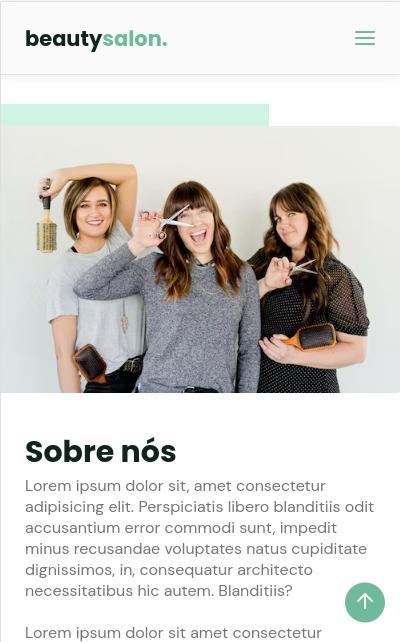 beautysalon.
Sobre nós
Lorem ipsum dolor sit, amet consectetur
adipisicing elit. Perspiciatis libero blanditiis odit
accusantium error commodi sunt, impedit
minus recusandae voluptates natus cupiditate
dignissimos, in, consequatur architecto
necessitatibus hic autem. Blanditiis?
Lorem ipsum dolor sit amet consectetur